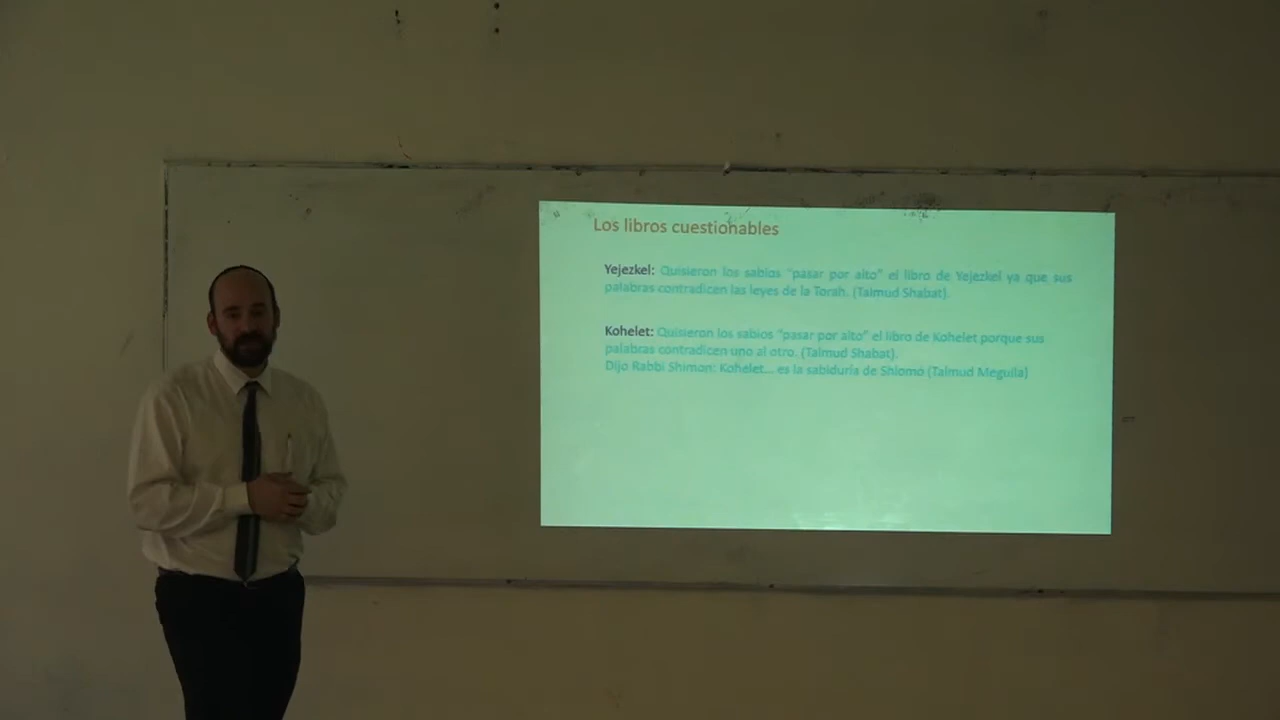 Los libros cuestionables
Yejezkel: Quisieron los sabios "pasar por alto" el libro de Yejezkel ya que sus
palabras contradicen las leyes de la Torah. (Talmud Shabat).
Kohelet: Quisieron los sabios "pasar por alto" el libro de Kohelet porque sus
palabras contradicen uno al otro. (Talmud Shabat).
Dijo Rabbi Shimon: Kohelet... es la sabiduría de Shlomó (Talmud Meguila)